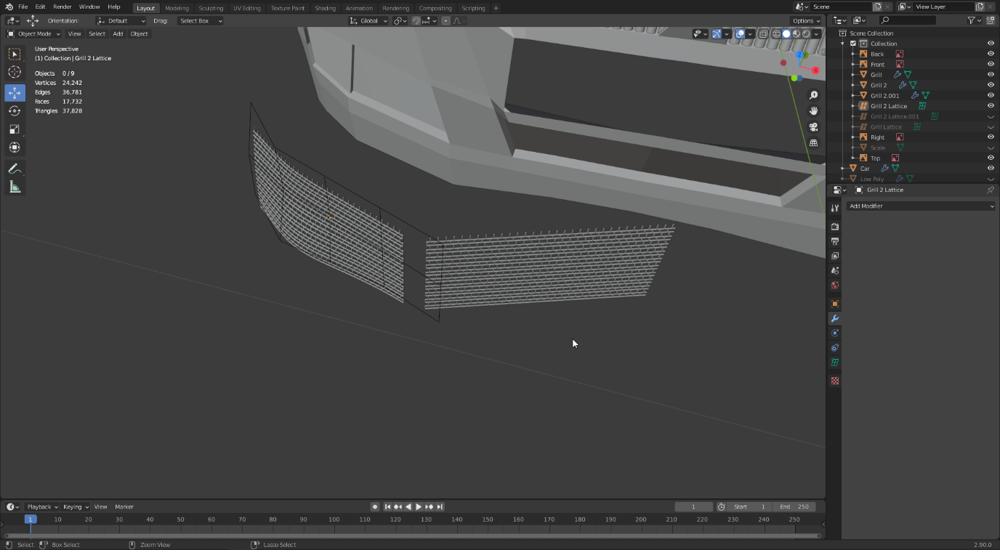 File Edit Render Window Help Layout Modeling Sculpting UV Editing Texture Paint Shading Animation Rendering Compositing Scripting + Scene View Layer
Orientation: Default Drag: Select Box Global Options
Object Mode View Select Add Object
User Perspective
(1) Collection | Grill 2 Lattice
Objects 0/9
Vertices 24,242
Edges 36,781
Faces 17,732
Triangles 37,828
Z
Y
X
Scene Collection
Collection
Back
Front
Grill
Grill 2
Grill 2.001
Grill 2 Lattice
Grill 2 Lattice.001
Grill Lattice
Right
Scale
Top
Car
Low Poly
Grill 2 Lattice
Add Modifier
Playback Keying View Marker 1 Start 1 End 250
1 10 20 30 40 50 60 70 80 90 100 110 120 130 140 150 160 170 180 190 200 210 220 230 240 250
Select Box Select Zoom View Lasso Select 2.90.0